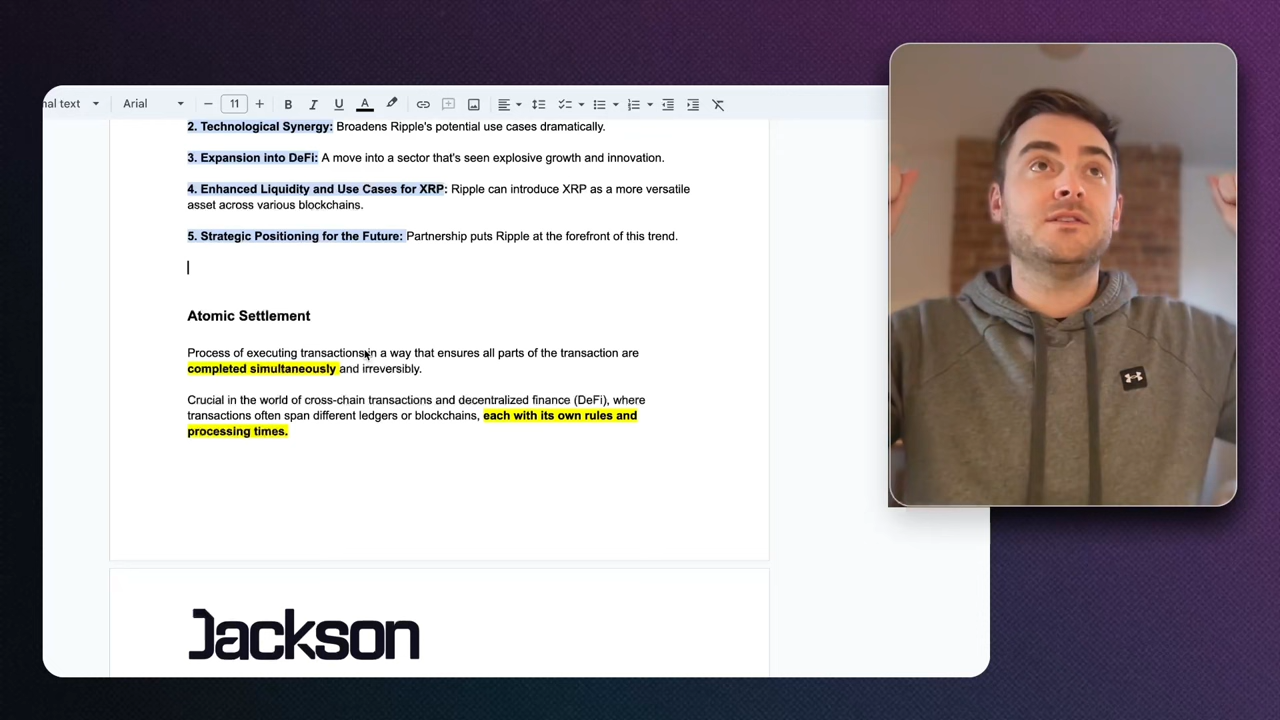 nal text
Arial
11
B I U A
2. Technological Synergy: Broadens Ripple's potential use cases dramatically.
3. Expansion into DeFi: A move into a sector that's seen explosive growth and innovation.
4. Enhanced Liquidity and Use Cases for XRP: Ripple can introduce XRP as a more versatile
asset across various blockchains.
5. Strategic Positioning for the Future: Partnership puts Ripple at the forefront of this trend.
Atomic Settlement
Process of executing transactions in a way that ensures all parts of the transaction are
completed simultaneously and irreversibly.
Crucial in the world of cross-chain transactions and decentralized finance (DeFi), where
transactions often span different ledgers or blockchains, each with its own rules and
processing times.
Jackson